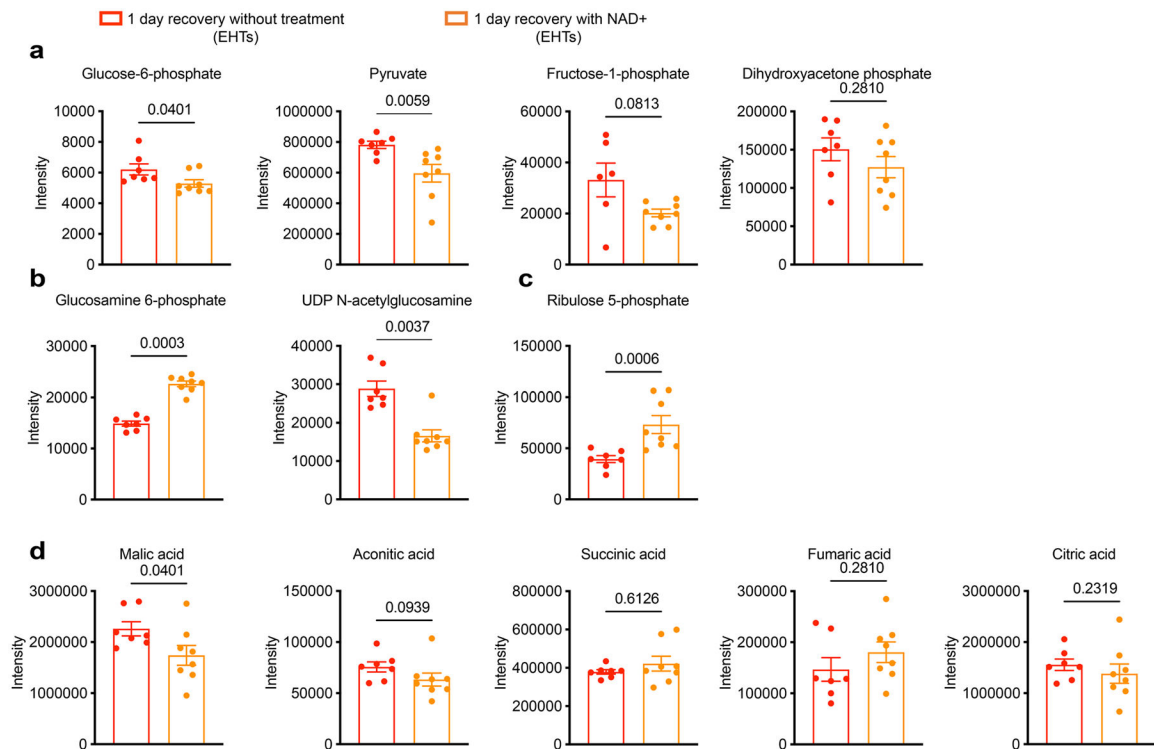 1 day recovery without treatment
(EHTs)
1 day recovery with NAD+
(EHTs)
a
Glucose-6-phosphate
Intensity
10000
8000
6000
4000
2000
0
0.0401
Pyruvate
Intensity
1000000
800000
600000
400000
200000
0
0.0059
Fructose-1-phosphate
Intensity
60000
40000
20000
0
0.0813
Dihydroxyacetone phosphate
Intensity
200000
150000
100000
50000
0
0.2810
b
Glucosamine 6-phosphate
Intensity
30000
20000
10000
0
0.0003
UDP N-acetylglucosamine
Intensity
40000
30000
20000
10000
0
0.0037
c
Ribulose 5-phosphate
Intensity
150000
100000
50000
0
0.0006
d
Malic acid
Intensity
3000000
2000000
1000000
0
0.0401
Aconitic acid
Intensity
150000
100000
50000
0
0.0939
Succinic acid
Intensity
800000
600000
400000
200000
0
0.6126
Fumaric acid
Intensity
300000
200000
100000
0
0.2810
Citric acid
Intensity
3000000
2000000
1000000
0
0.2319